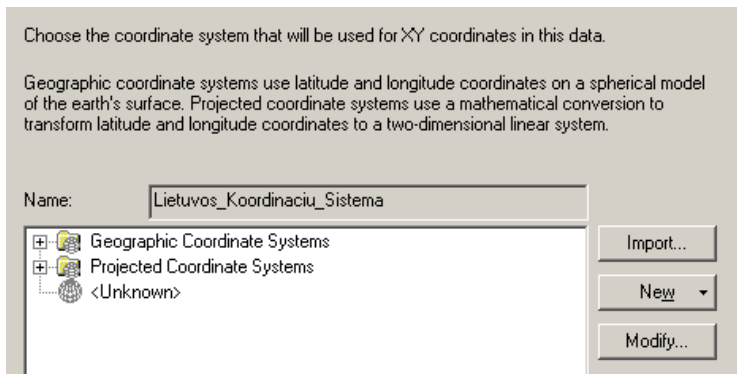 Choose the coordinate system that will be used for XY coordinates in this data.
Geographic coordinate systems use latitude and longitude coordinates on a spherical model
of the earth's surface. Projected coordinate systems use a mathematical conversion to
transform latitude and longitude coordinates to a two-dimensional linear system.
Name: Lietuvos_Koordinaciu_Sistema
Geographic Coordinate Systems
Projected Coordinate Systems
<Unknown>
Import...
New
Modify...